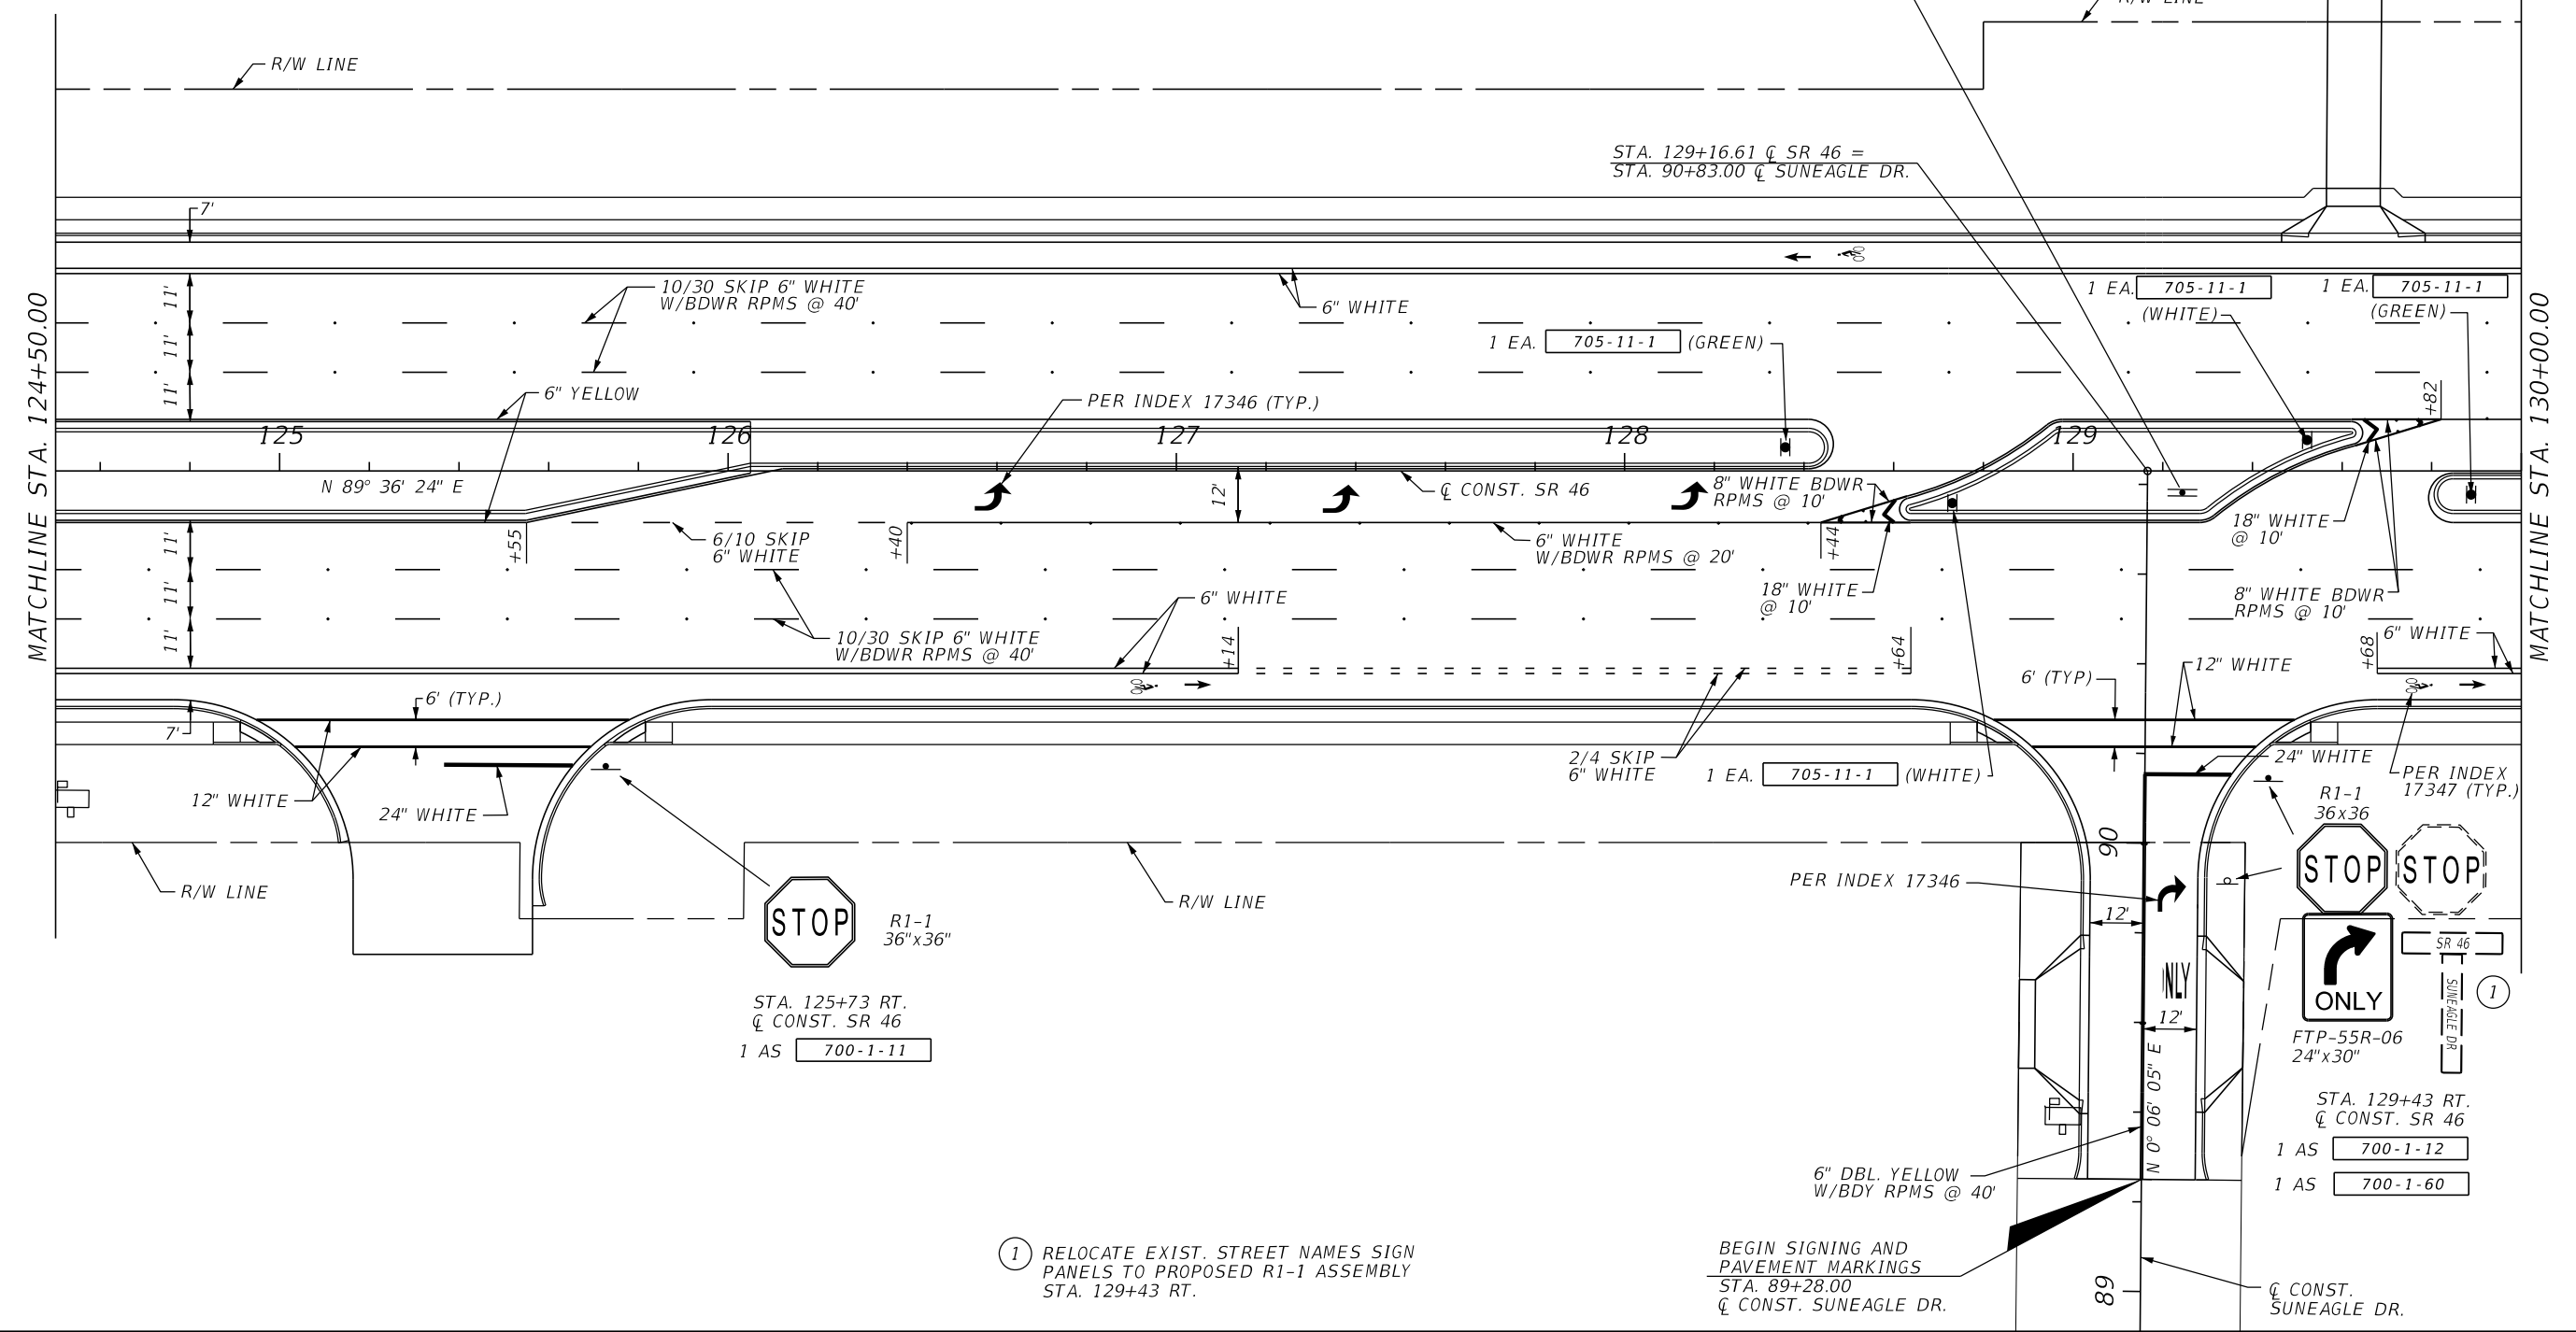 R/W LINE
R/W LINE
STA. 129+16.61 ℄ SR 46 =
STA. 90+83.00 ℄ SUNEAGLE DR.
7'
MATCHLINE STA. 124+50.00
11'
11'
11'
10/30 SKIP 6" WHITE
W/BDWR RPMS @ 40'
6" WHITE
1 EA. 705-11-1
(WHITE)
1 EA. 705-11-1
(GREEN)
MATCHLINE STA. 130+00.00
1 EA. 705-11-1 (GREEN)
6" YELLOW
PER INDEX 17346 (TYP.)
+82
125
126
127
128
129
N 89° 36' 24" E
12'
℄ CONST. SR 46
8" WHITE BDWR
RPMS @ 10'
+55
6/10 SKIP
6" WHITE
+40
6" WHITE
W/BDWR RPMS @ 20'
+44
18" WHITE
@ 10'
11'
11'
11'
18" WHITE
@ 10'
8" WHITE BDWR
RPMS @ 10'
6" WHITE
10/30 SKIP 6" WHITE
W/BDWR RPMS @ 40'
+14
+64
+68
6" WHITE
6' (TYP)
12" WHITE
6' (TYP.)
7'
2/4 SKIP
6" WHITE
1 EA. 705-11-1 (WHITE)
24" WHITE
PER INDEX
17347 (TYP.)
12" WHITE
24" WHITE
R1-1
36x36
STOP
STOP
R/W LINE
R/W LINE
STOP
R1-1
36"x36"
90
PER INDEX 17346
12'
SR 46
SUNEAGLE DR
1
ONLY
NLY
12'
FTP-55R-06
24"x30"
STA. 125+73 RT.
℄ CONST. SR 46
1 AS 700-1-11
N 0° 06' 05" E
STA. 129+43 RT.
℄ CONST. SR 46
1 AS 700-1-12
1 AS 700-1-60
6" DBL. YELLOW
W/BDY RPMS @ 40'
1 RELOCATE EXIST. STREET NAMES SIGN
PANELS TO PROPOSED R1-1 ASSEMBLY
STA. 129+43 RT.
BEGIN SIGNING AND
PAVEMENT MARKINGS
STA. 89+28.00
℄ CONST. SUNEAGLE DR.
89
℄ CONST.
SUNEAGLE DR.